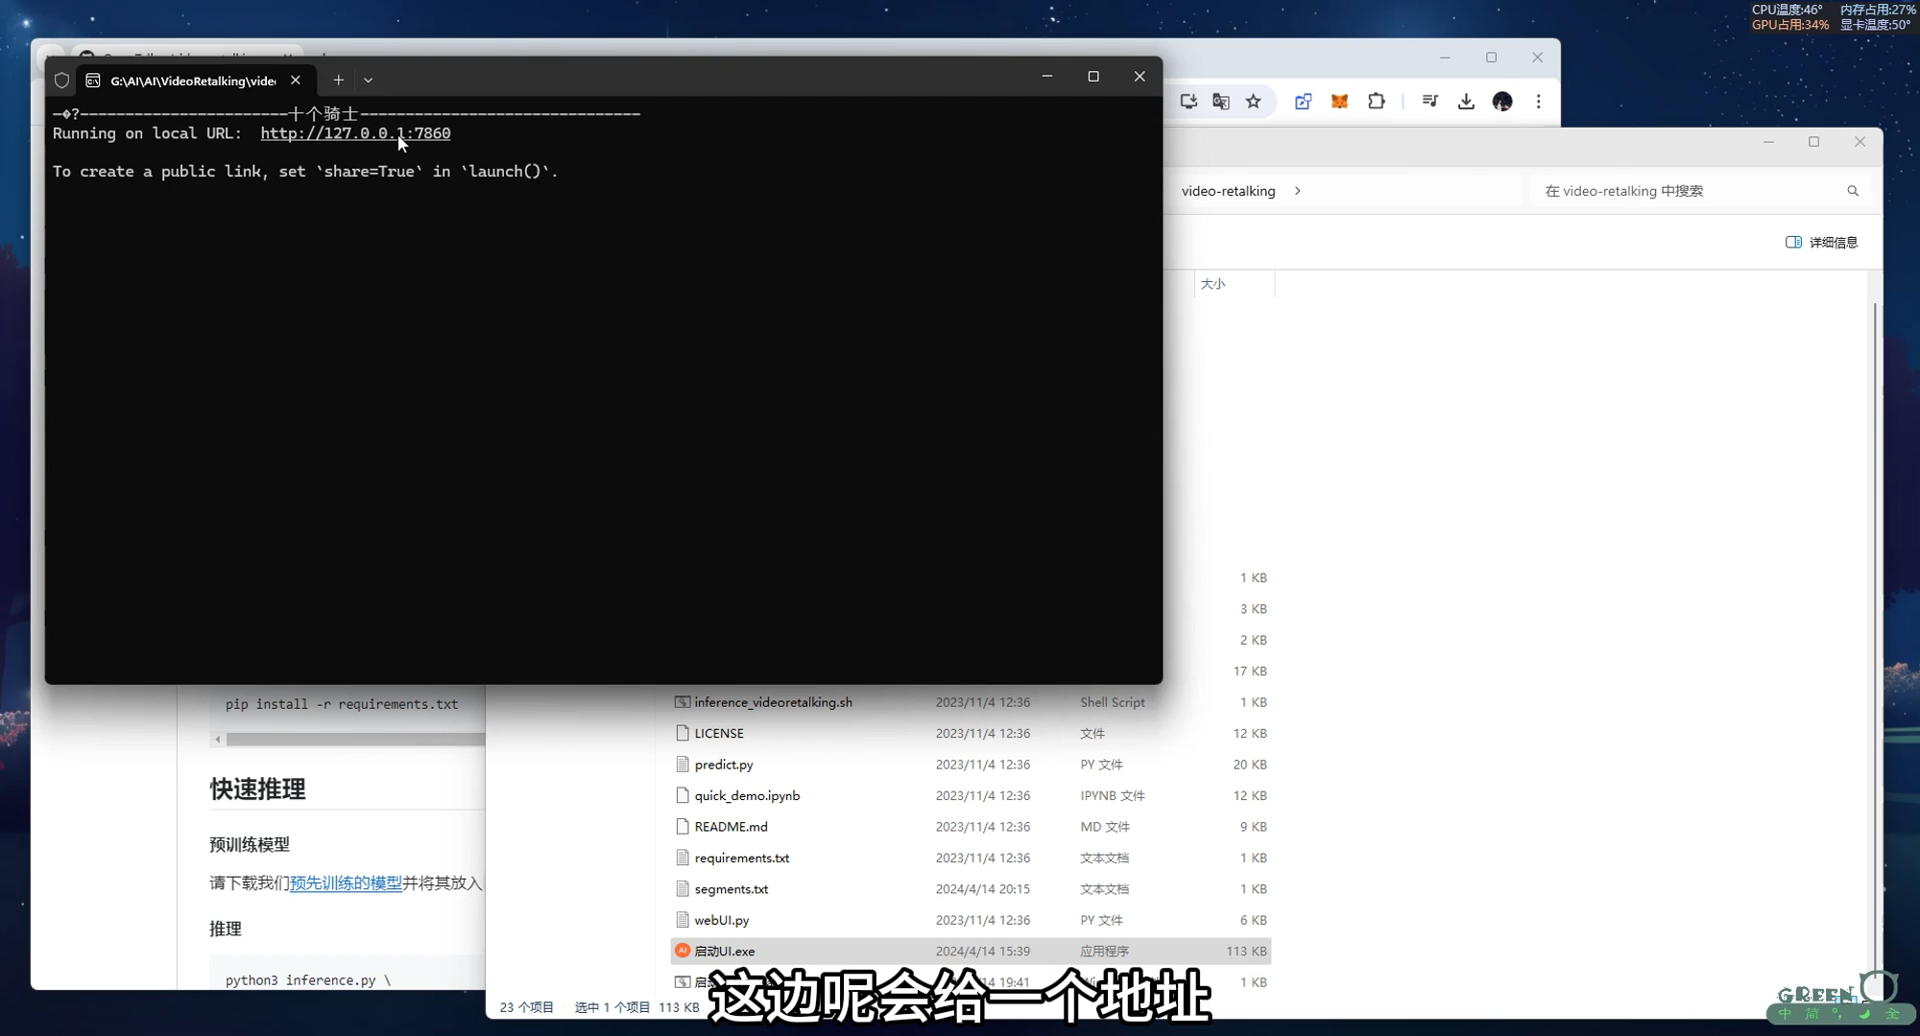 CPU温度:46° 内存占用:27%
GPU占用:34% 显卡温度:50°
G:\AI\AI\VideoRetalking\vide
------------------------十个骑士-------------------------------
Running on local URL: http://127.0.0.1:7860
To create a public link, set `share=True` in `launch()`.
video-retalking
在 video-retalking 中搜索
详细信息
大小
1 KB
3 KB
2 KB
17 KB
inference_videoretalking.sh 2023/11/4 12:36 Shell Script 1 KB
LICENSE 2023/11/4 12:36 文件 12 KB
predict.py 2023/11/4 12:36 PY 文件 20 KB
quick_demo.ipynb 2023/11/4 12:36 IPYNB 文件 12 KB
README.md 2023/11/4 12:36 MD 文件 9 KB
requirements.txt 2023/11/4 12:36 文本文档 1 KB
segments.txt 2024/4/14 20:15 文本文档 1 KB
webUI.py 2023/11/4 12:36 PY 文件 6 KB
启动UI.exe 2024/4/14 15:39 应用程序 113 KB
19:41 1 KB
23 个项目 选中 1 个项目 113 KB
pip install -r requirements.txt
快速推理
预训练模型
请下载我们预先训练的模型并将其放入
推理
python3 inference.py \
这边呢会给一个地址
GREEN
中 简 °, 全